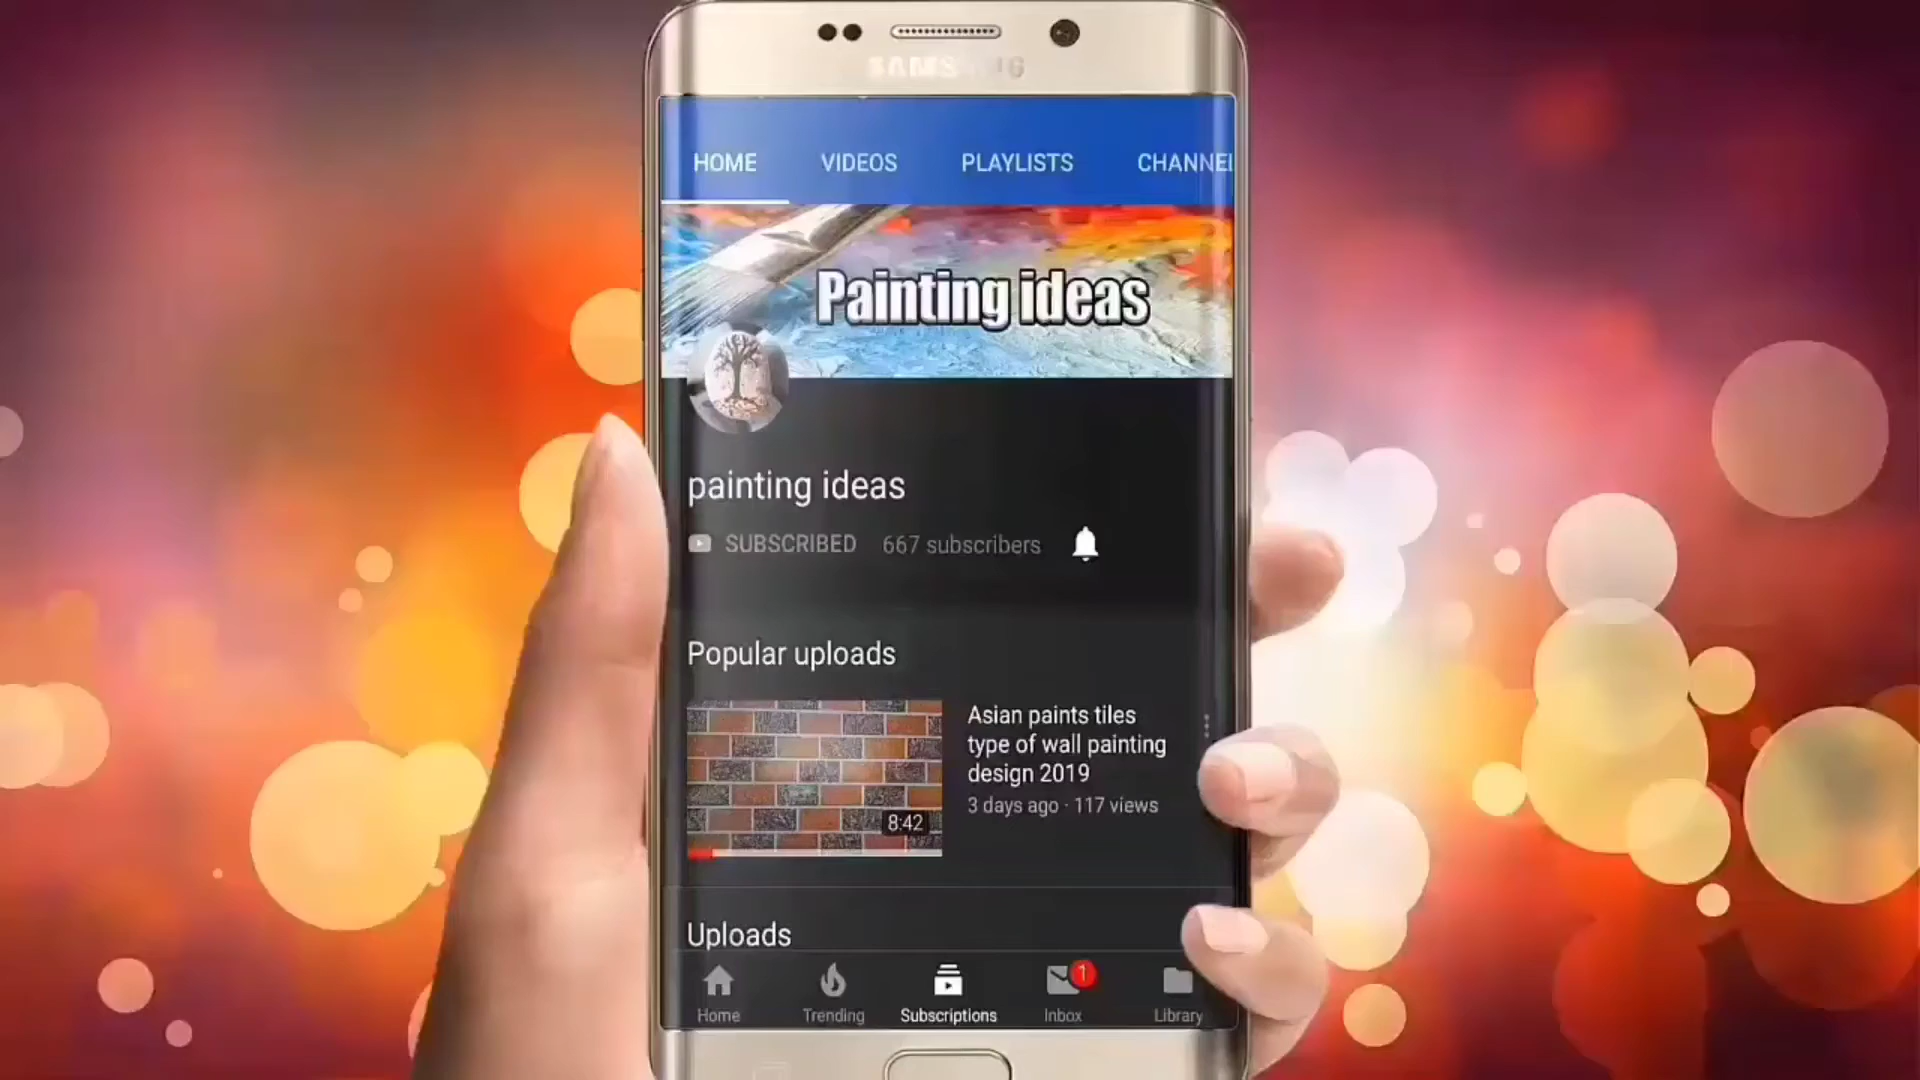 SAMSUNG
HOME VIDEOS PLAYLISTS CHANNEL
Painting ideas
painting ideas
SUBSCRIBED 667 subscribers
Popular uploads
Asian paints tiles
type of wall painting
design 2019
8:42
3 days ago · 117 views
Uploads
1
Home Trending Subscriptions Inbox Library